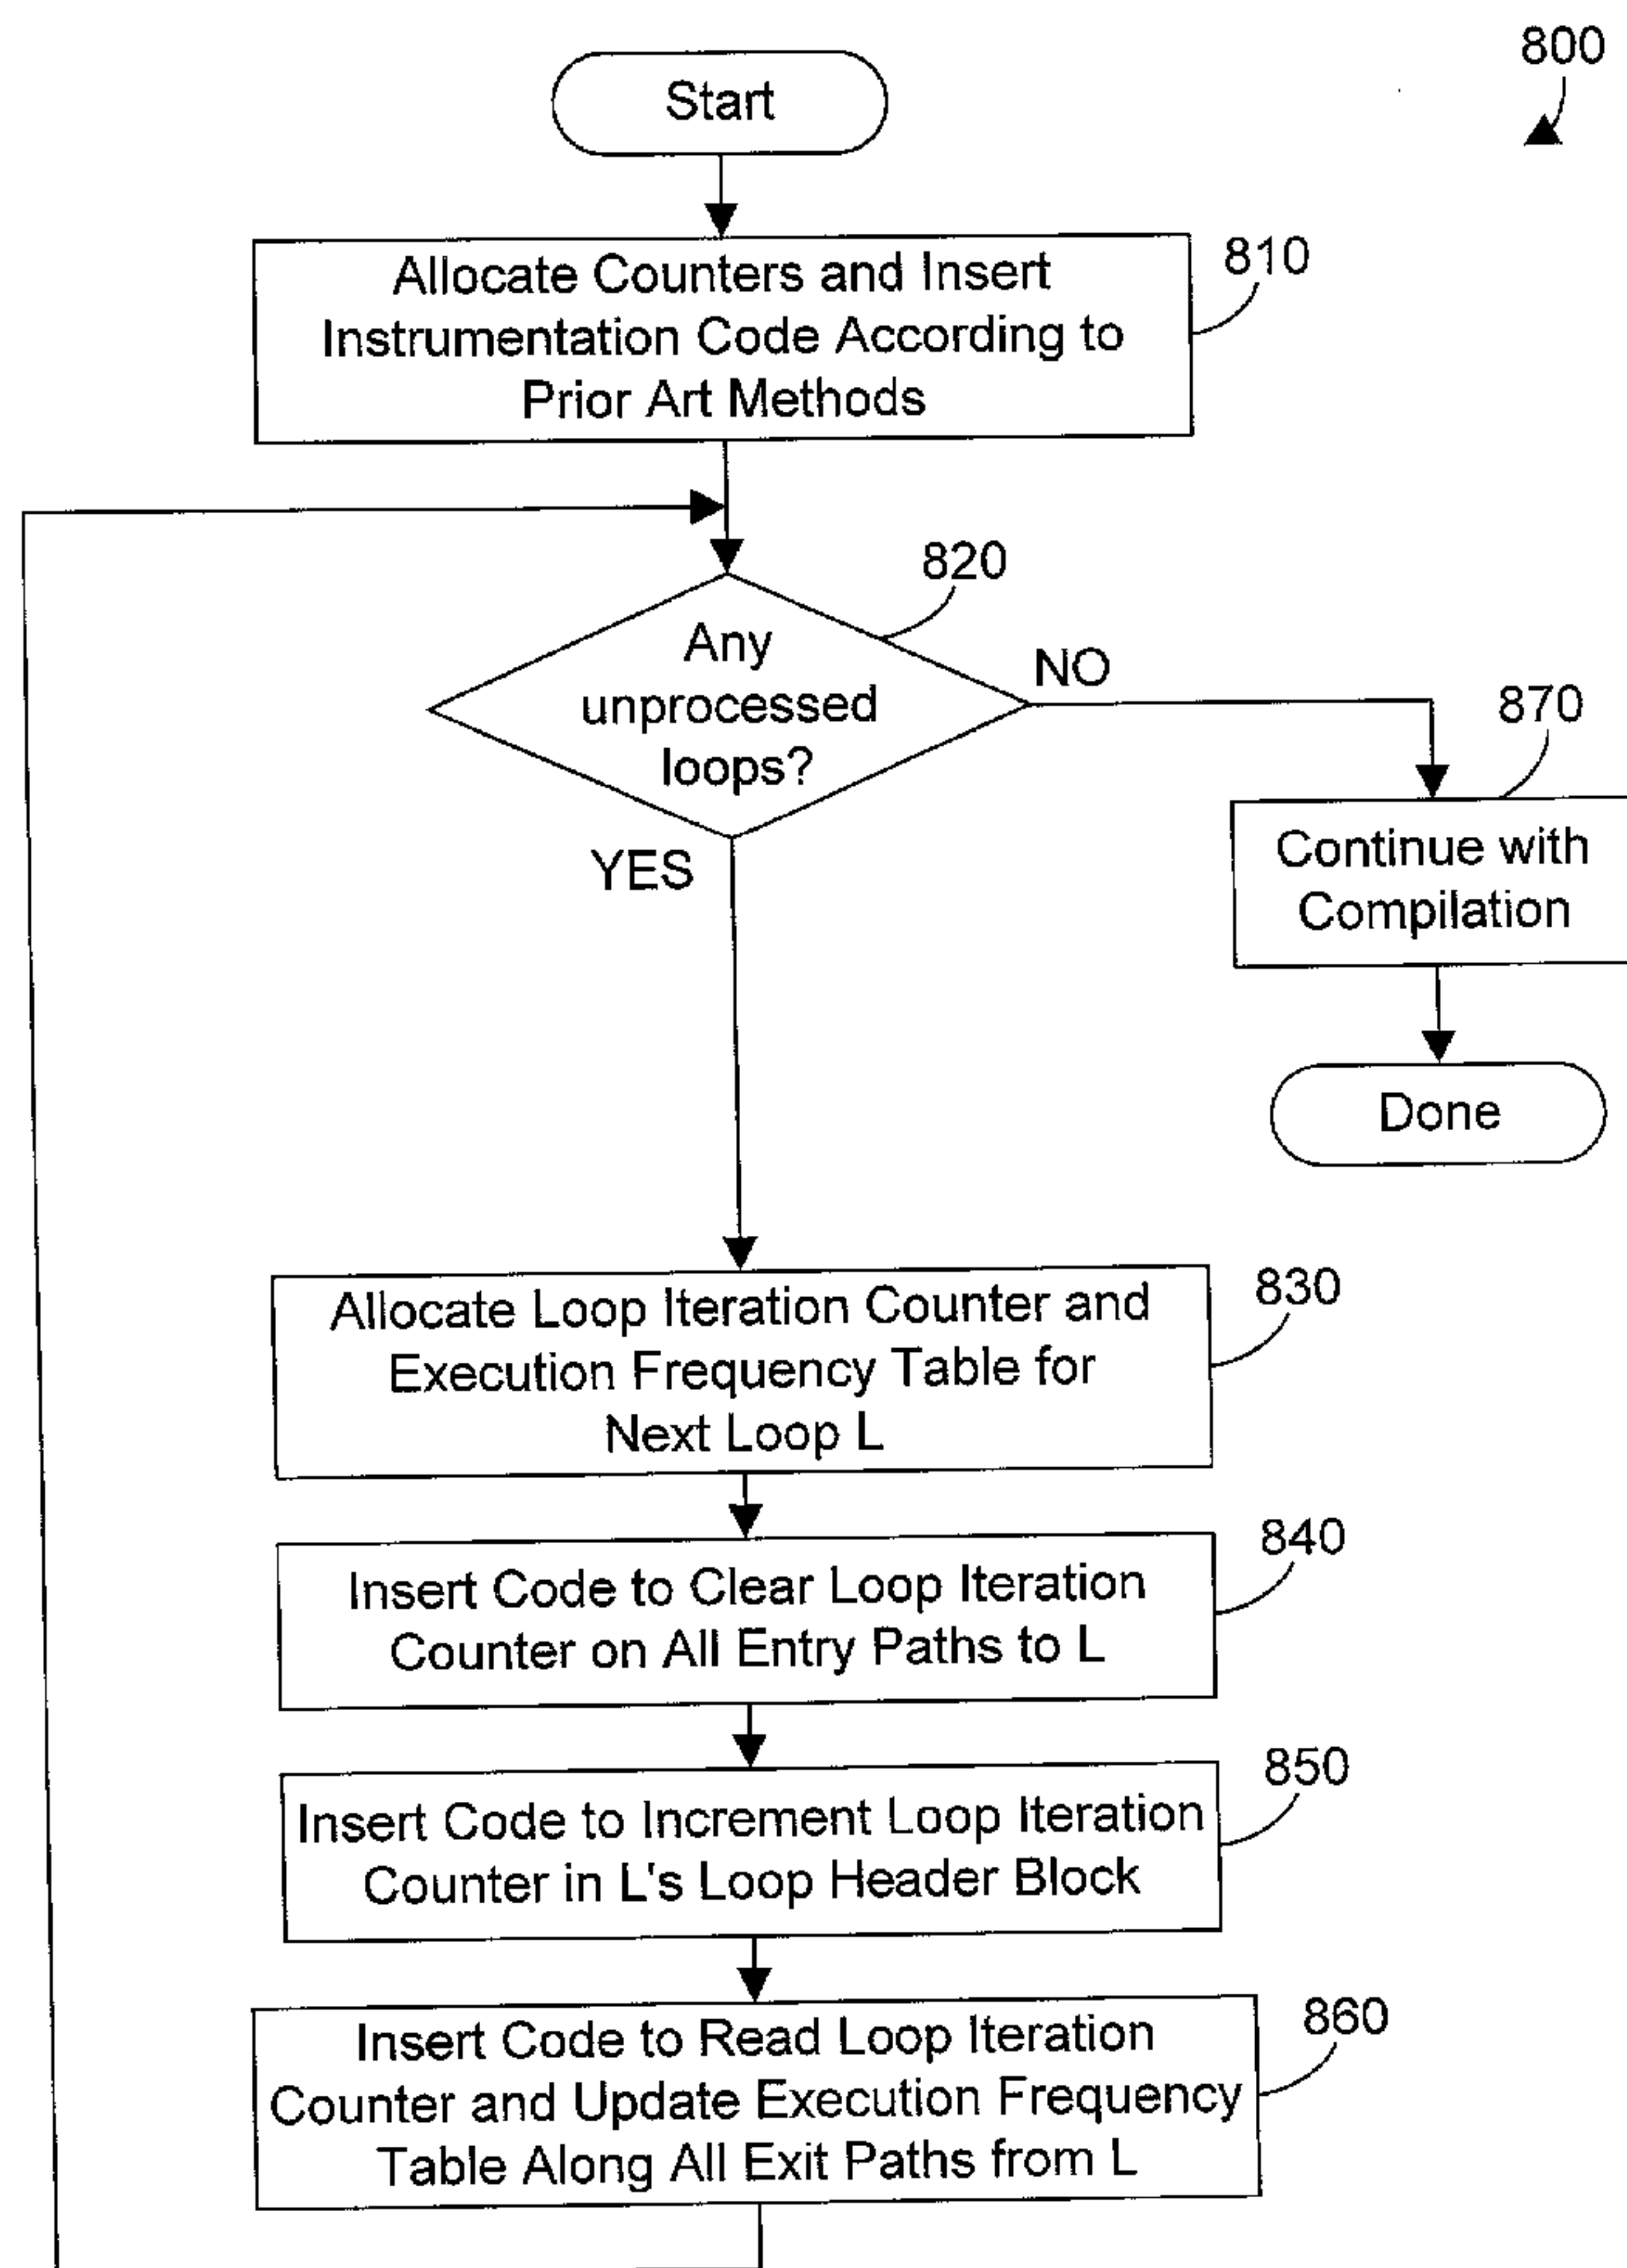 800
Start
Allocate Counters and Insert
Instrumentation Code According to
Prior Art Methods
810
820
Any
unprocessed
loops?
NO
YES
870
Continue with
Compilation
Done
Allocate Loop Iteration Counter and
Execution Frequency Table for
Next Loop L
830
Insert Code to Clear Loop Iteration
Counter on All Entry Paths to L
840
Insert Code to Increment Loop Iteration
Counter in L's Loop Header Block
850
Insert Code to Read Loop Iteration
Counter and Update Execution Frequency
Table Along All Exit Paths from L
860